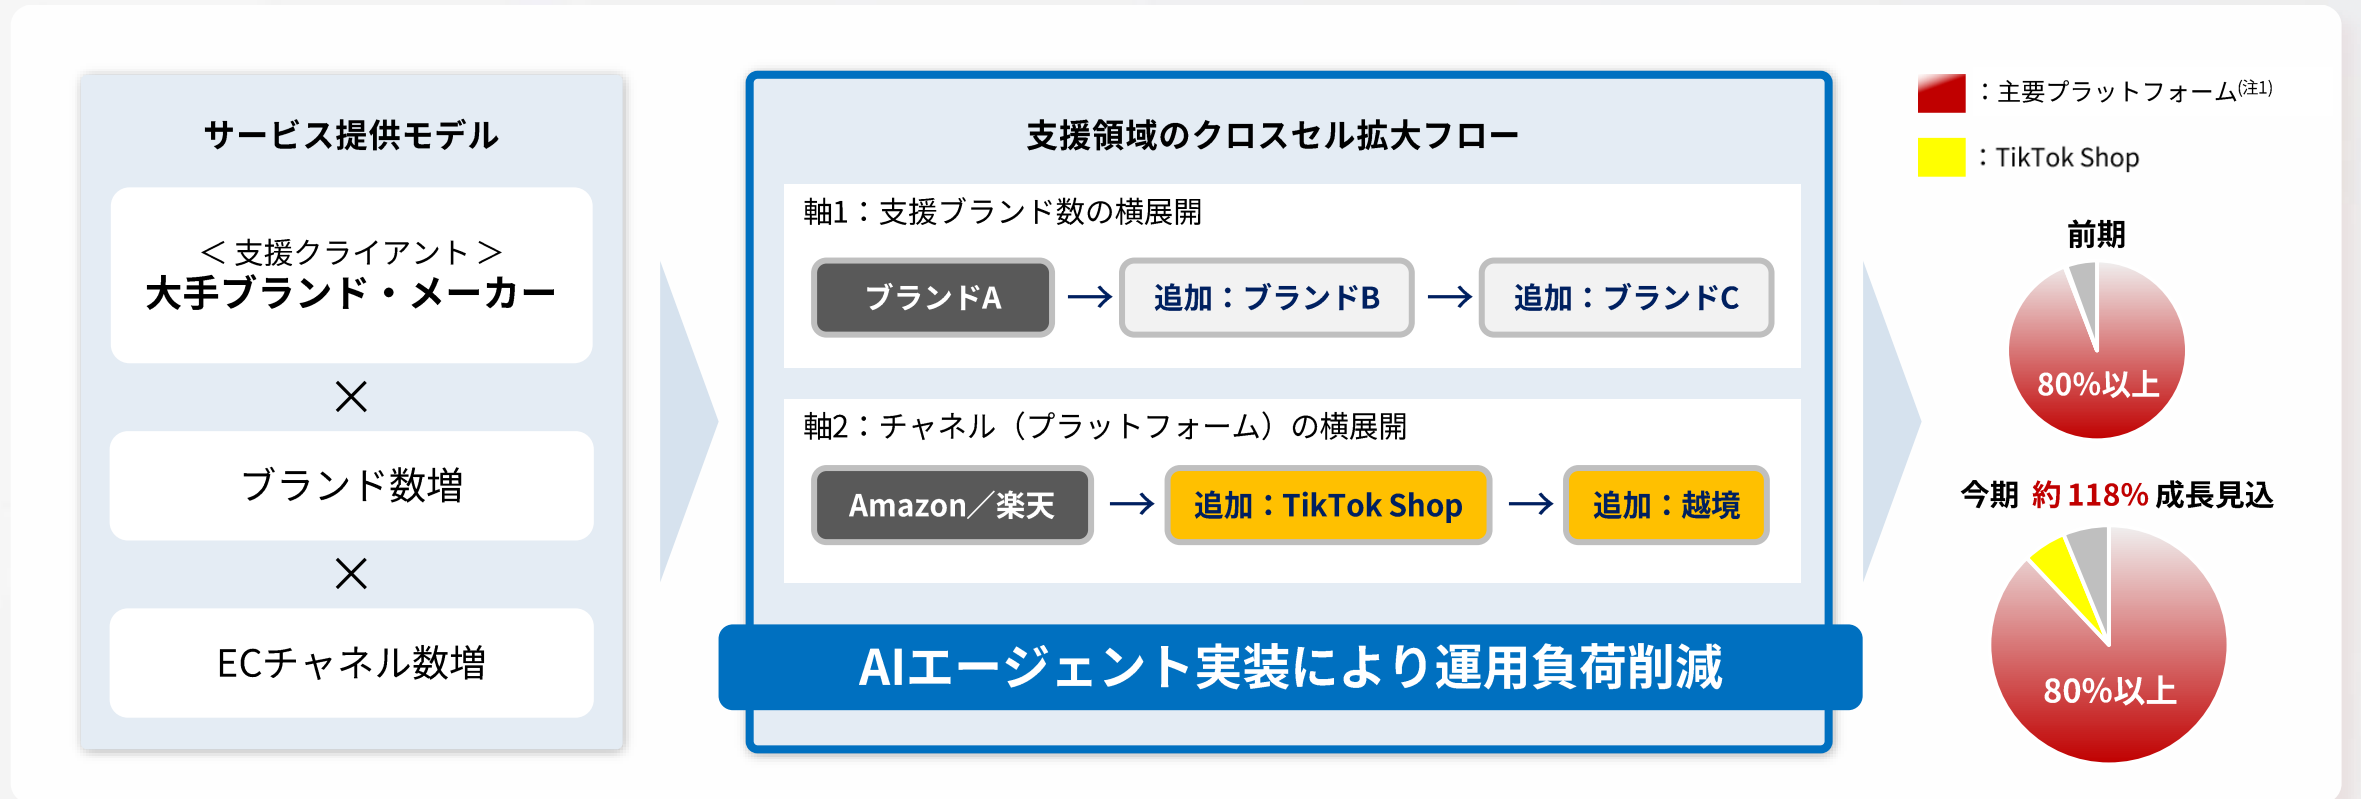 サービス提供モデル
＜ 支援クライアント ＞
大手ブランド・メーカー
×
ブランド数増
×
ECチャネル数増
支援領域のクロスセル拡大フロー
軸1：支援ブランド数の横展開
ブランドA → 追加：ブランドB → 追加：ブランドC
軸2：チャネル（プラットフォーム）の横展開
Amazon／楽天 → 追加：TikTok Shop → 追加：越境
AIエージェント実装により運用負荷削減
：主要プラットフォーム(注1)
：TikTok Shop
前期
80%以上
今期 約118% 成長見込
80%以上